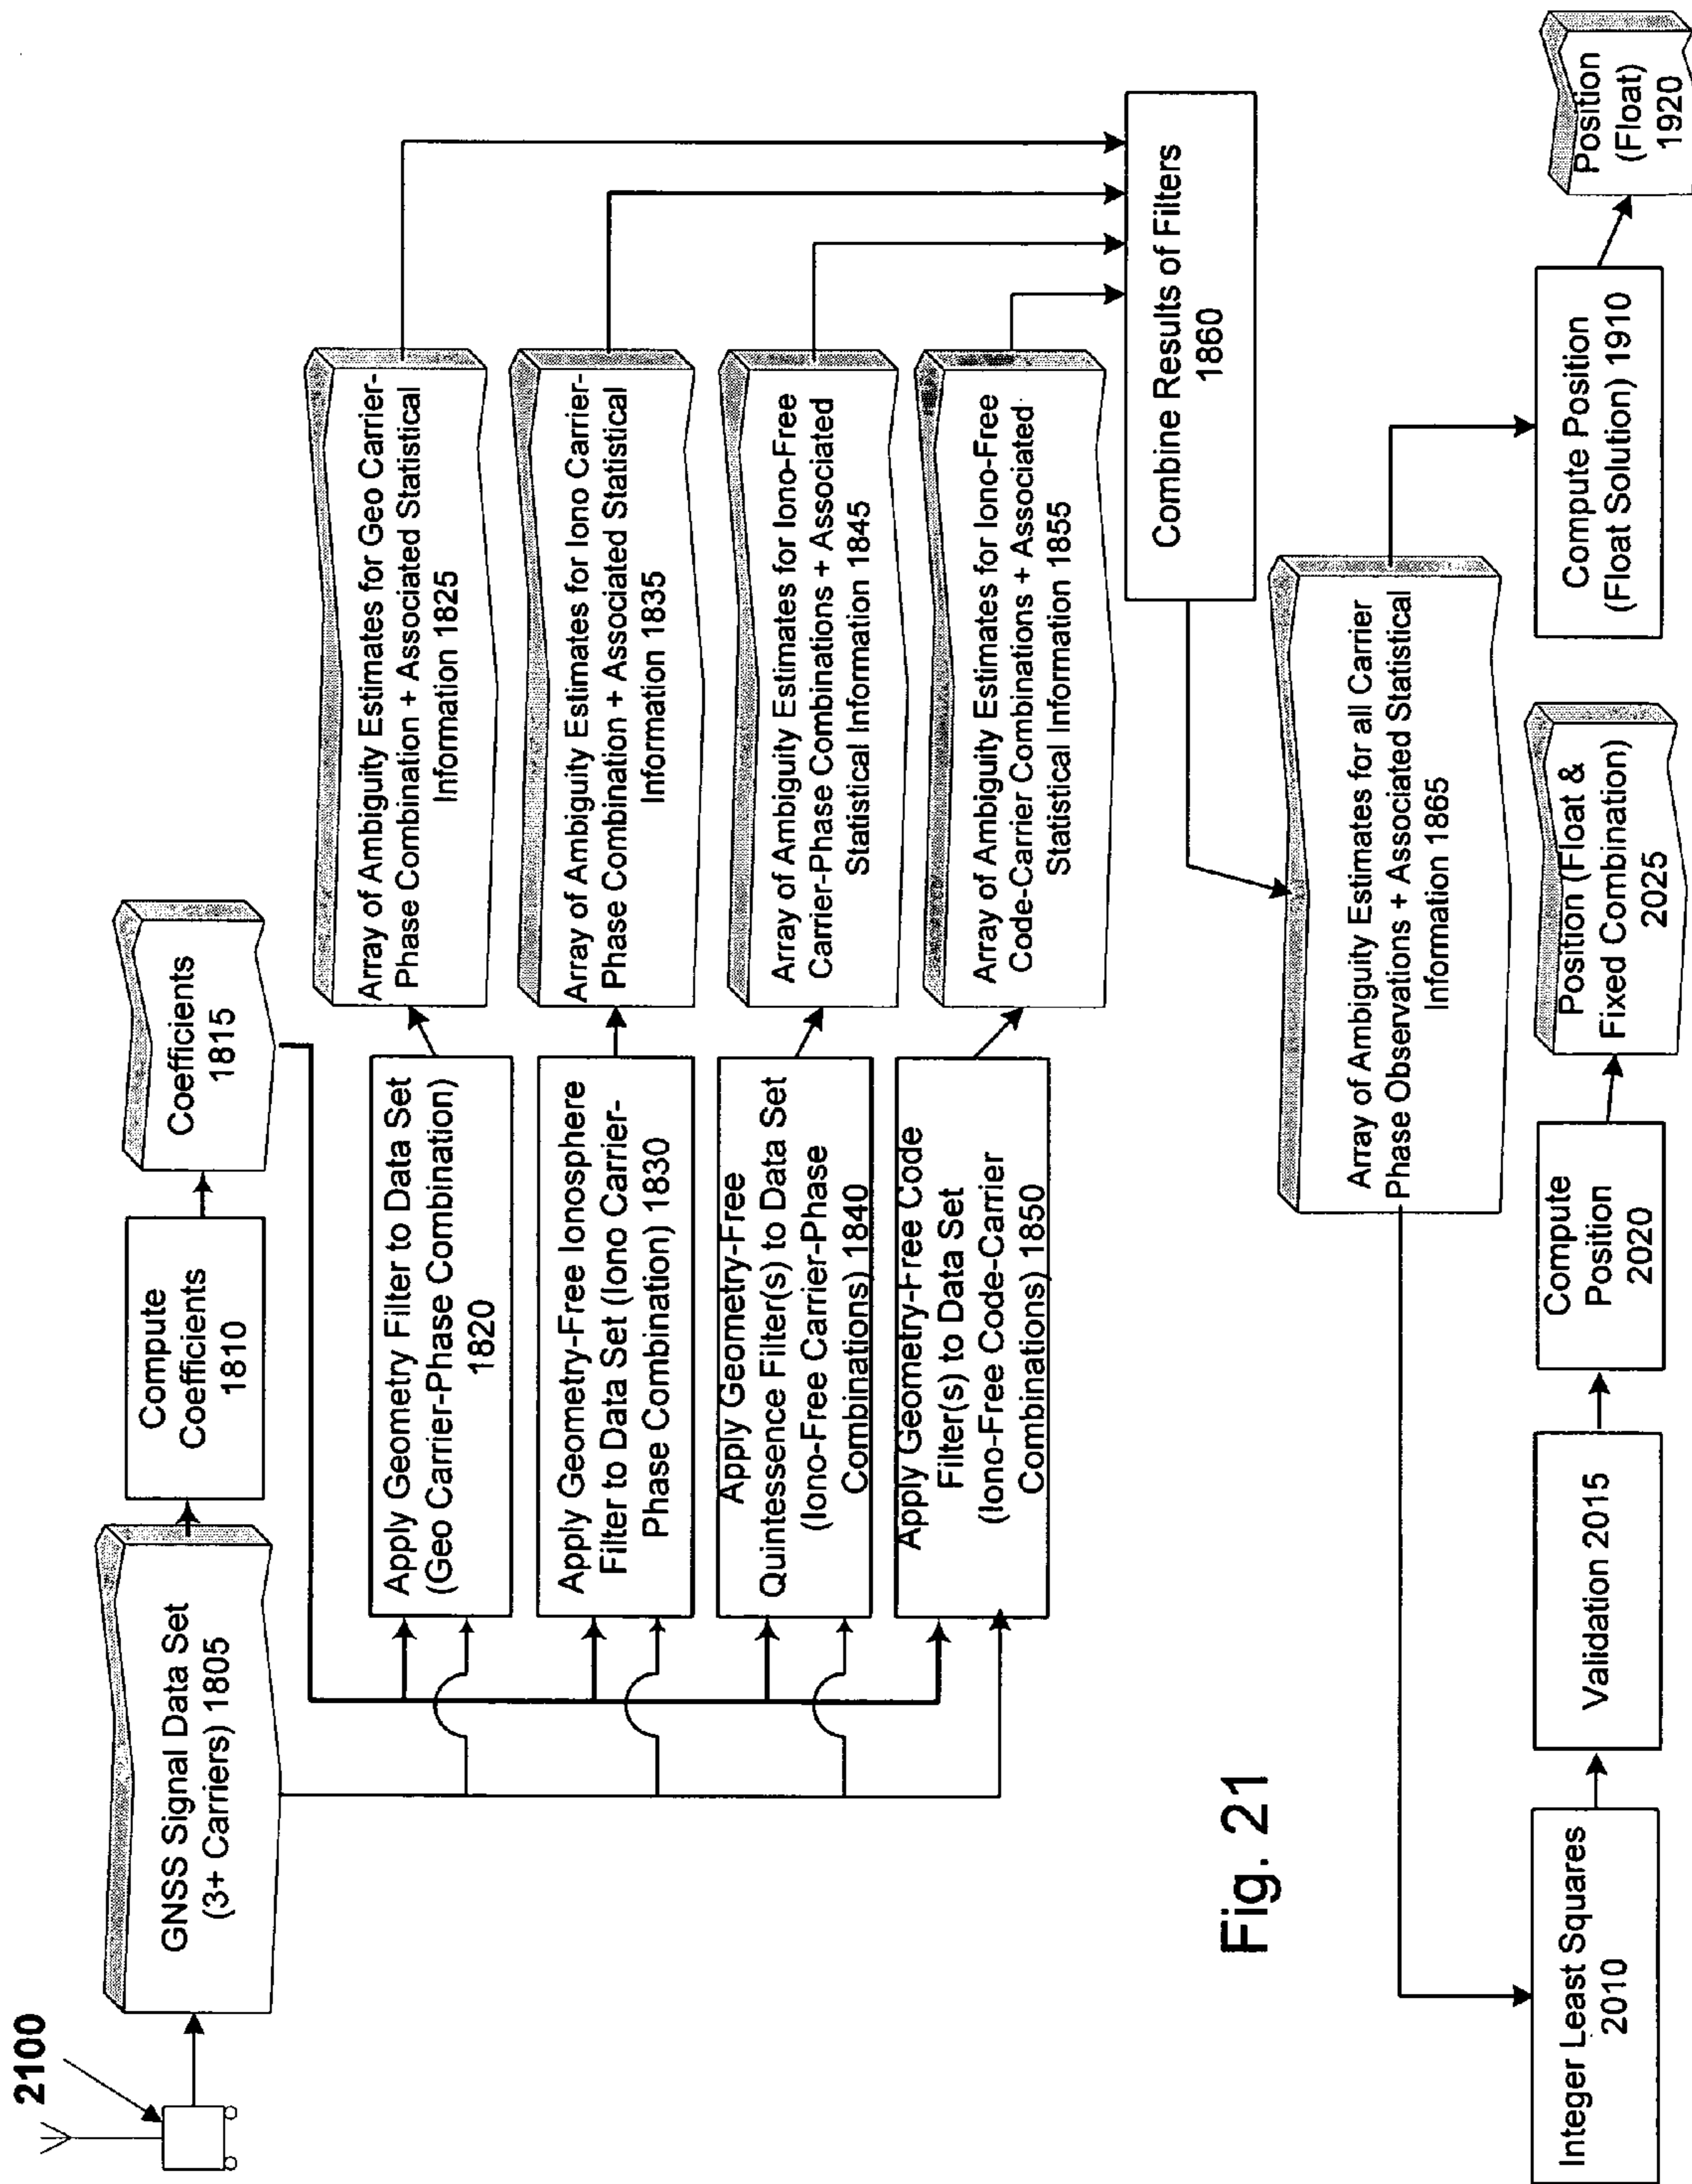 2100
GNSS Signal Data Set
(3+ Carriers) 1805
Compute
Coefficients
1810
Coefficients
1815
Apply Geometry Filter to Data Set
(Geo Carrier-Phase Combination)
1820
Array of Ambiguity Estimates for Geo Carrier-
Phase Combination + Associated Statistical
Information 1825
Apply Geometry-Free Ionosphere
Filter to Data Set (Iono Carrier-
Phase Combination) 1830
Array of Ambiguity Estimates for Iono Carrier-
Phase Combination + Associated Statistical
Information 1835
Apply Geometry-Free
Quintessence Filter(s) to Data Set
(Iono-Free Carrier-Phase
Combinations) 1840
Array of Ambiguity Estimates for Iono-Free
Carrier-Phase Combinations + Associated
Statistical Information 1845
Apply Geometry-Free Code
Filter(s) to Data Set
(Iono-Free Code-Carrier
Combinations) 1850
Array of Ambiguity Estimates for Iono-Free
Code-Carrier Combinations + Associated
Statistical Information 1855
Combine Results of Filters
1860
Fig. 21
Array of Ambiguity Estimates for all Carrier
Phase Observations + Associated Statistical
Information 1865
Integer Least Squares
2010
Validation 2015
Compute
Position
2020
Position (Float &
Fixed Combination)
2025
Compute Position
(Float Solution) 1910
Position
(Float)
1920